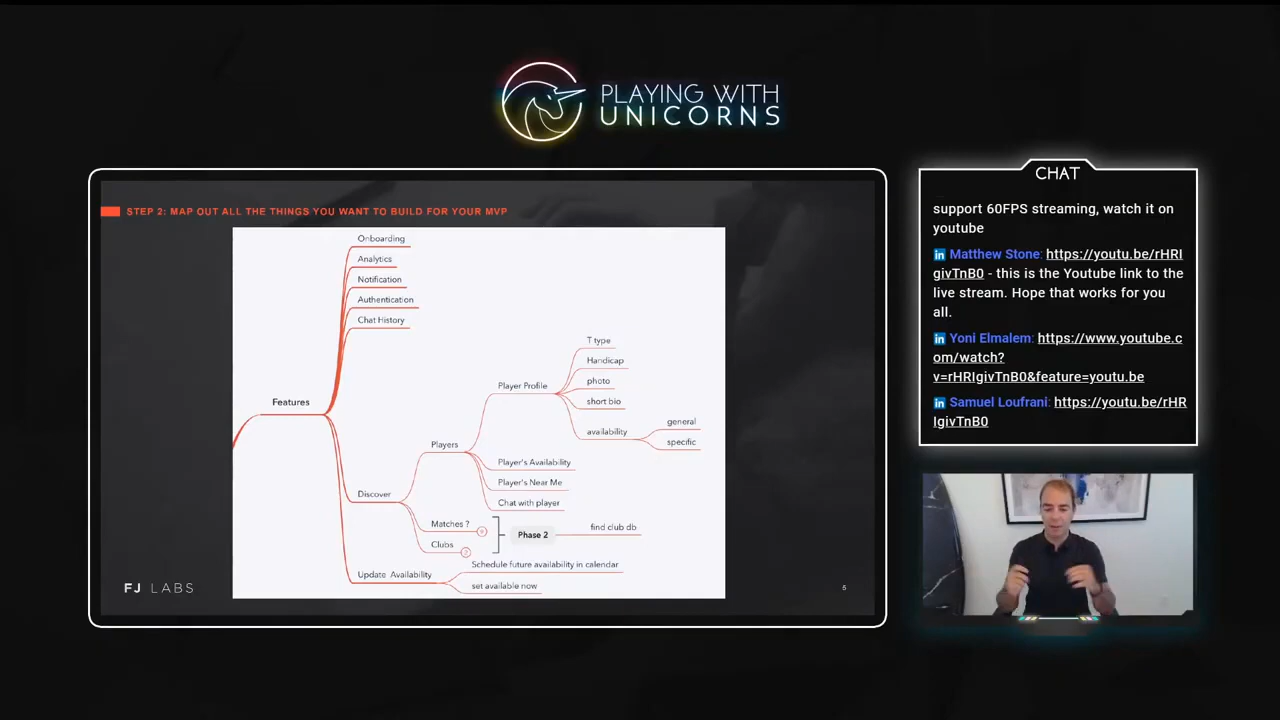 PLAYING WITH
UNICORNS
STEP 2: MAP OUT ALL THE THINGS YOU WANT TO BUILD FOR YOUR MVP
Onboarding
Analytics
Notification
Authentication
Chat History
Features
T type
Handicap
photo
short bio
availability
general
specific
Player Profile
Players
Player's Availability
Player's Near Me
Chat with player
Discover
Matches ?
Clubs
2
Phase 2
find club db
Update Availability
Schedule future availability in calendar
set available now
FJ LABS
5
CHAT
support 60FPS streaming, watch it on
youtube
in Matthew Stone: https://youtu.be/rHRI
givTnB0 - this is the Youtube link to the
live stream. Hope that works for you
all.
in Yoni Elmalem: https://www.youtube.c
om/watch?
v=rHRIgivTnB0&feature=youtu.be
in Samuel Loufrani: https://youtu.be/rHR
IgivTnB0